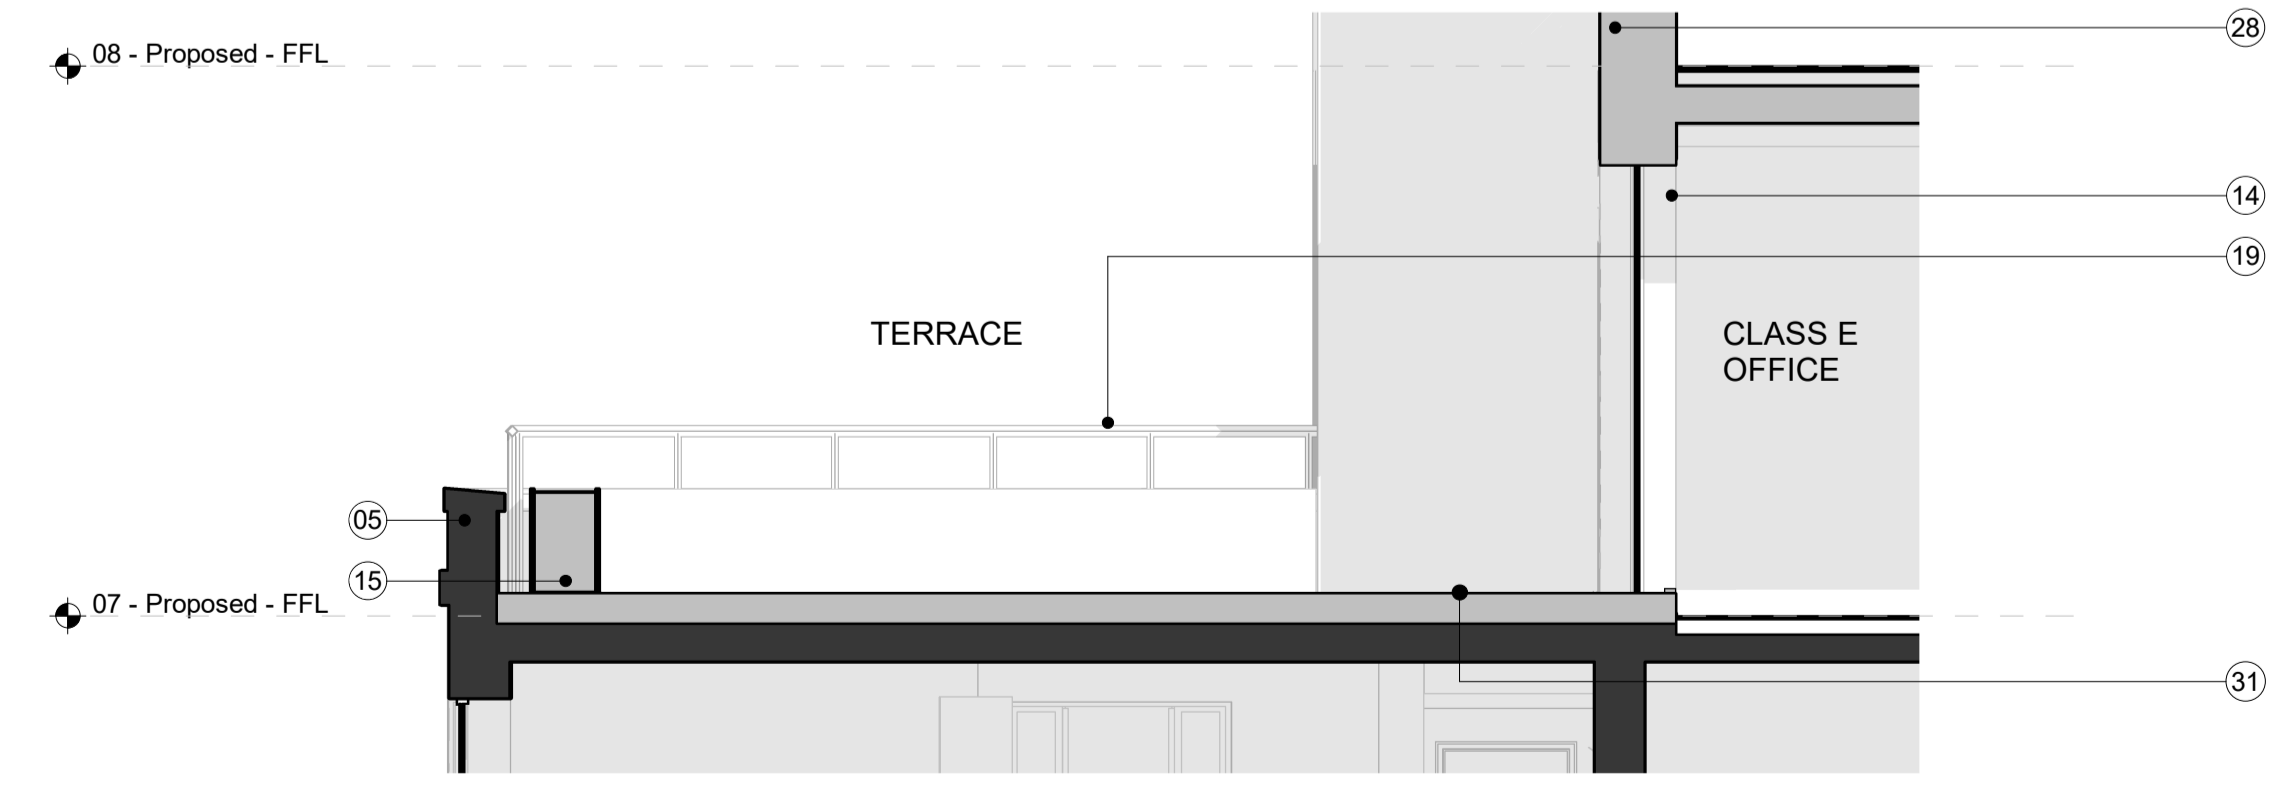 08 - Proposed - FFL
28
14
19
TERRACE
CLASS E
OFFICE
05
15
07 - Proposed - FFL
31